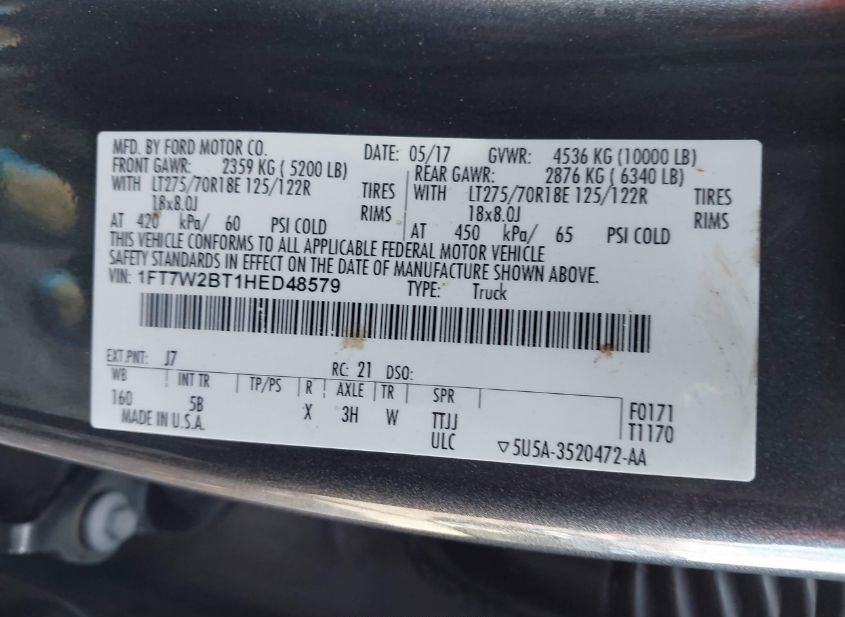 MFD. BY FORD MOTOR CO. DATE: 05/17 GVWR: 4536 KG (10000 LB)
FRONT GAWR: 2359 KG ( 5200 LB) REAR GAWR: 2876 KG ( 6340 LB)
WITH LT275/70R18E 125/122R TIRES WITH LT275/70R18E 125/122R TIRES
18x8.0J RIMS 18x8.0J RIMS
AT 420 kPa/ 60 PSI COLD AT 450 kPa/ 65 PSI COLD
THIS VEHICLE CONFORMS TO ALL APPLICABLE FEDERAL MOTOR VEHICLE
SAFETY STANDARDS IN EFFECT ON THE DATE OF MANUFACTURE SHOWN ABOVE.
VIN: 1FT7W2BT1HED48579 TYPE: Truck
EXT PNT: J7 RC: 21 DSO:
WB INT TR TP/PS R AXLE TR SPR
160 5B X 3H W TTJJ F0171
MADE IN U.S.A. ULC T1170
▽5U5A-3520472-AA